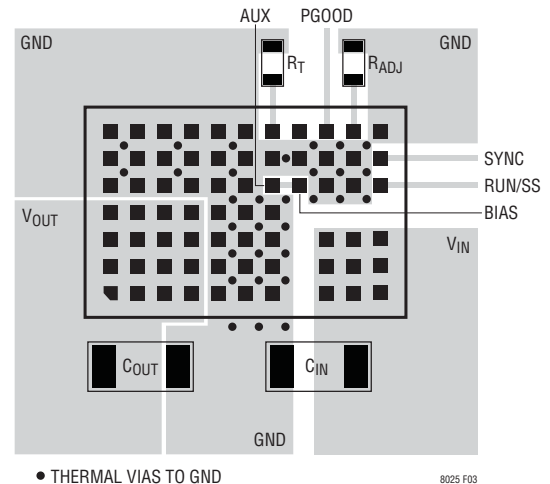 AUX PGOOD
GND
GND
RT
RADJ
SYNC
RUN/SS
BIAS
VOUT
VIN
COUT
CIN
GND
THERMAL VIAS TO GND
8025 F03